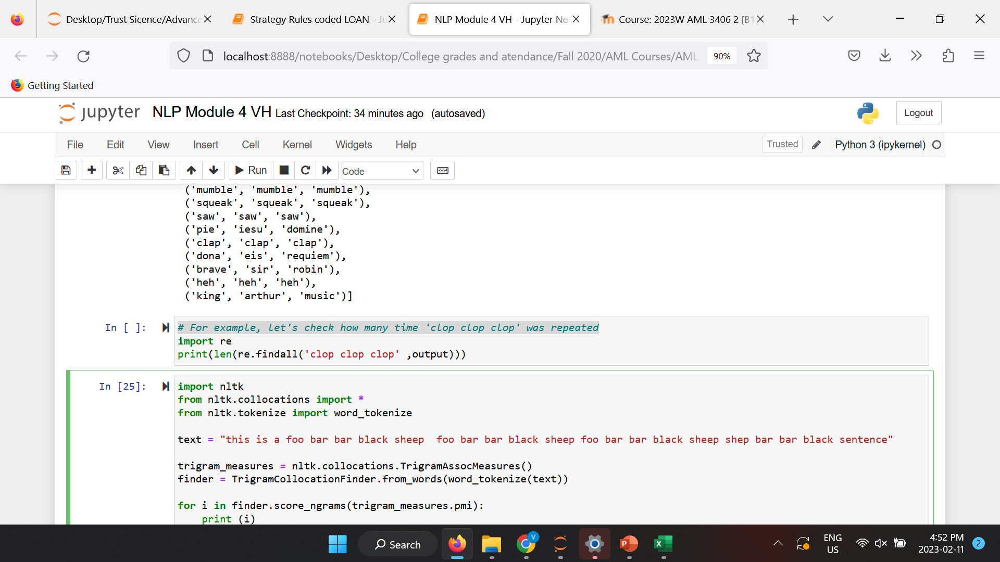 Desktop/Trust Sicence/Advance
Strategy Rules coded LOAN - Ju
NLP Module 4 VH - Jupyter Not
Course: 2023W AML 3406 2 [B1
localhost:8888/notebooks/Desktop/College grades and atendance/Fall 2020/AML Courses/AML
90%
Getting Started
jupyter NLP Module 4 VH Last Checkpoint: 34 minutes ago (autosaved)
Logout
File Edit View Insert Cell Kernel Widgets Help
Trusted Python 3 (ipykernel)
Run Code
('mumble', 'mumble', 'mumble'),
('squeak', 'squeak', 'squeak'),
('saw', 'saw', 'saw'),
('pie', 'iesu', 'domine'),
('clap', 'clap', 'clap'),
('dona', 'eis', 'requiem'),
('brave', 'sir', 'robin'),
('heh', 'heh', 'heh'),
('king', 'arthur', 'music')]
In [ ]: # For example, let's check how many time 'clop clop clop' was repeated
import re
print(len(re.findall('clop clop clop' ,output)))
In [25]: import nltk
from nltk.collocations import *
from nltk.tokenize import word_tokenize
text = "this is a foo bar bar black sheep  foo bar bar black sheep foo bar bar black sheep shep bar bar black sentence"
trigram_measures = nltk.collocations.TrigramAssocMeasures()
finder = TrigramCollocationFinder.from_words(word_tokenize(text))
for i in finder.score_ngrams(trigram_measures.pmi):
    print (i)
Search
V
P
X
ENG
US
4:52 PM
2023-02-11
2